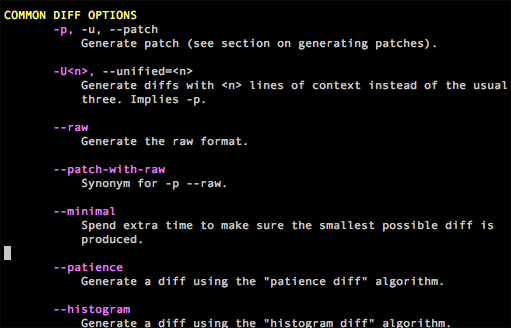 COMMON DIFF OPTIONS
-p, -u, --patch
Generate patch (see section on generating patches).
-U<n>, --unified=<n>
Generate diffs with <n> lines of context instead of the usual
three. Implies -p.
--raw
Generate the raw format.
--patch-with-raw
Synonym for -p --raw.
--minimal
Spend extra time to make sure the smallest possible diff is
produced.
--patience
Generate a diff using the "patience diff" algorithm.
--histogram
Generate a diff using the "histogram diff" algorithm.